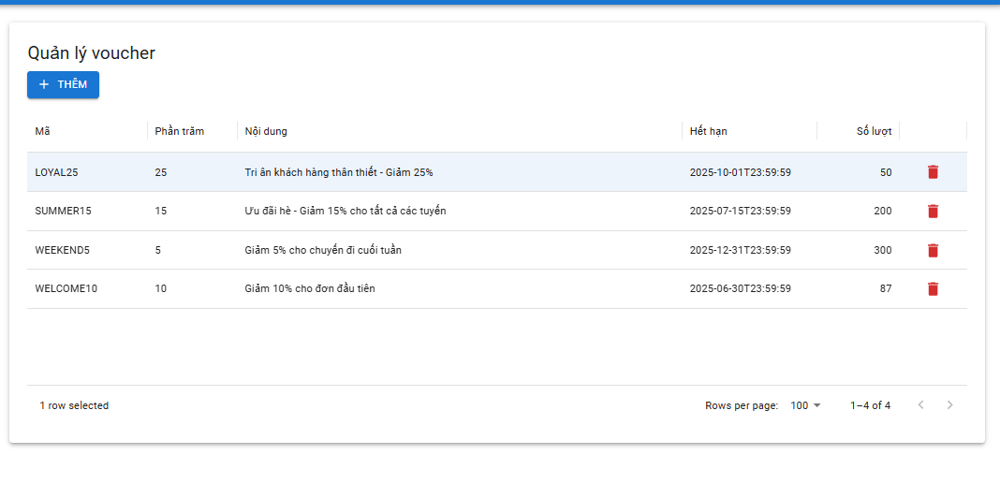 Quản lý voucher
THÊM
Mã Phần trăm Nội dung Hết hạn Số lượt
LOYAL25 25 Tri ân khách hàng thân thiết - Giảm 25% 2025-10-01T23:59:59 50
SUMMER15 15 Ưu đãi hè - Giảm 15% cho tất cả các tuyến 2025-07-15T23:59:59 200
WEEKEND5 5 Giảm 5% cho chuyến đi cuối tuần 2025-12-31T23:59:59 300
WELCOME10 10 Giảm 10% cho đơn đầu tiên 2025-06-30T23:59:59 87
1 row selected Rows per page: 100 1–4 of 4